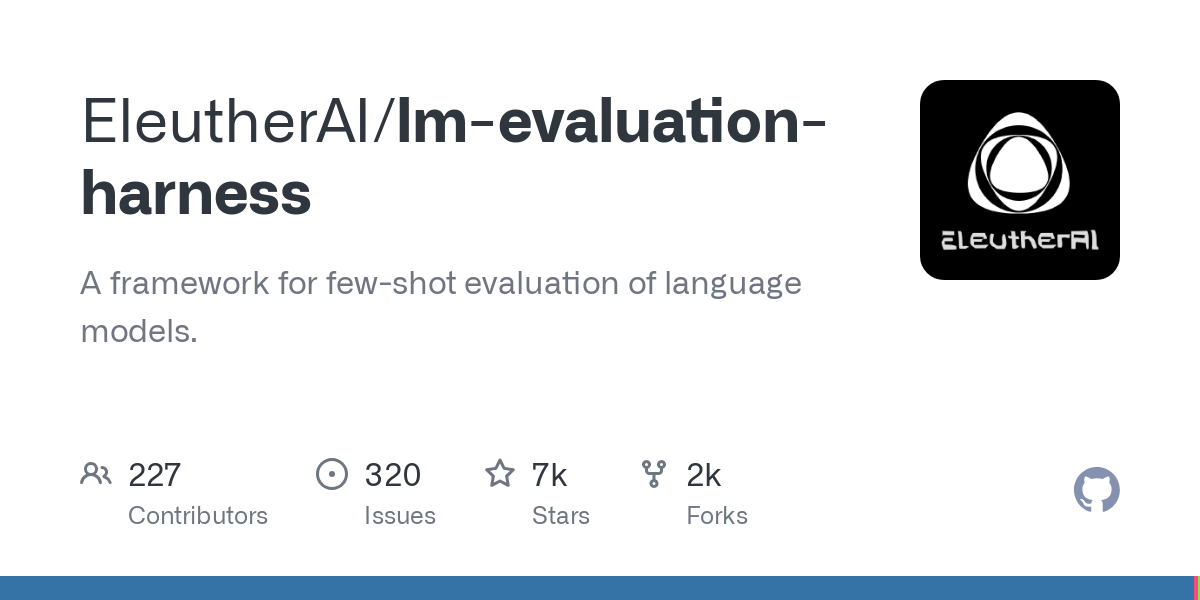 EleutherAI/lm-evaluation-
harness
EleutherAI
A framework for few-shot evaluation of language
models.
227
Contributors
320
Issues
7k
Stars
2k
Forks